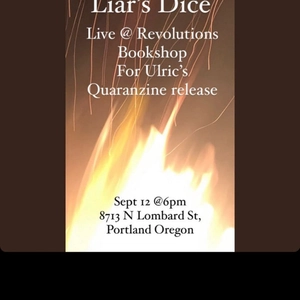 Liar's Dice
Live @ Revolutions
Bookshop
For Ulric's
Quaranzine release
Sept 12 @6pm
8713 N Lombard St,
Portland Oregon